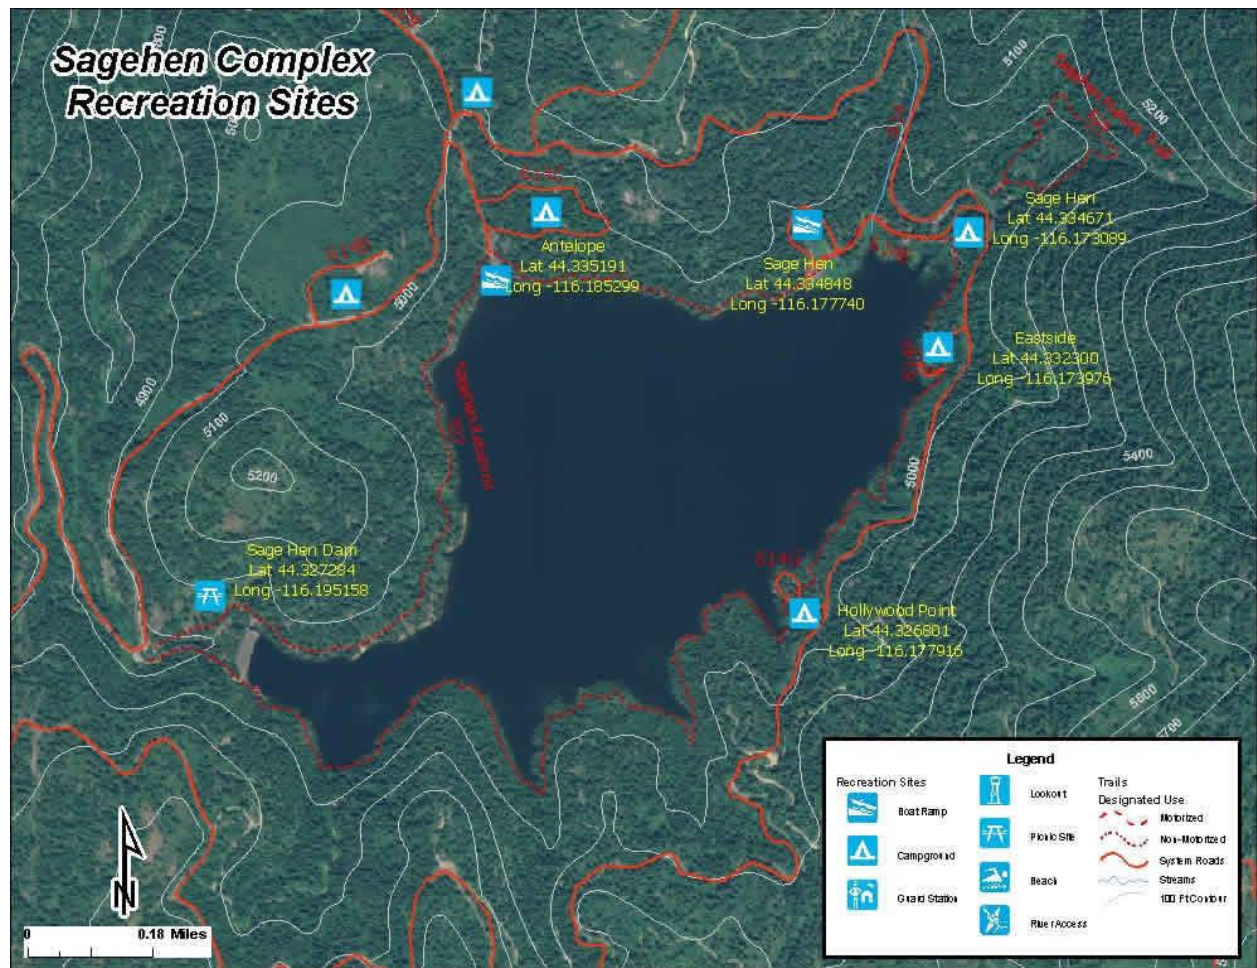 Sagehen Complex
Recreation Sites
5100
5200
Sage Hen
Lat 44.334671
Long -116.173089
Antelope
Lat 44.335191
Long -116.185299
Sage Hen
Lat 44.334848
Long -116.177740
5000
Eastside
Lat 44.332300
Long -116.173976
4900
5100
5200
5000
5400
Sage Hen Dam
Lat 44.327284
Long -116.195158
Hollywood Point
Lat 44.326801
Long -116.177916
5600
Legend
Recreation Sites
Boat Ramp
Campground
Guard Station
Lookout
Picnic Site
Beach
River Access
Trails
Designated Use
Motorized
Non-Motorized
System Roads
Streams
100 Ft Contour
N
0 0.18 Miles